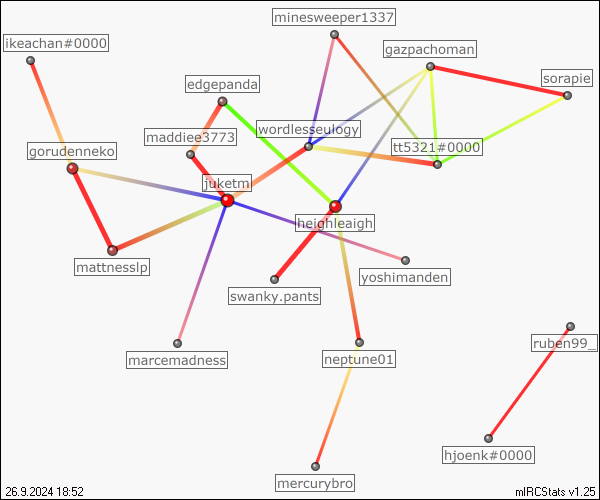 minesweeper1337
ikeachan#0000
gazpachoman
sorapie
edgepanda
wordlesseulogy
maddiee3773
tt5321#0000
gorudenneko
juketm
heighleaigh
mattnesslp
yoshimanden
swanky.pants
ruben99_
marcemadness
neptune01
hjoenk#0000
mercurybro
26.9.2024 18:52
mIRCStats v1.25